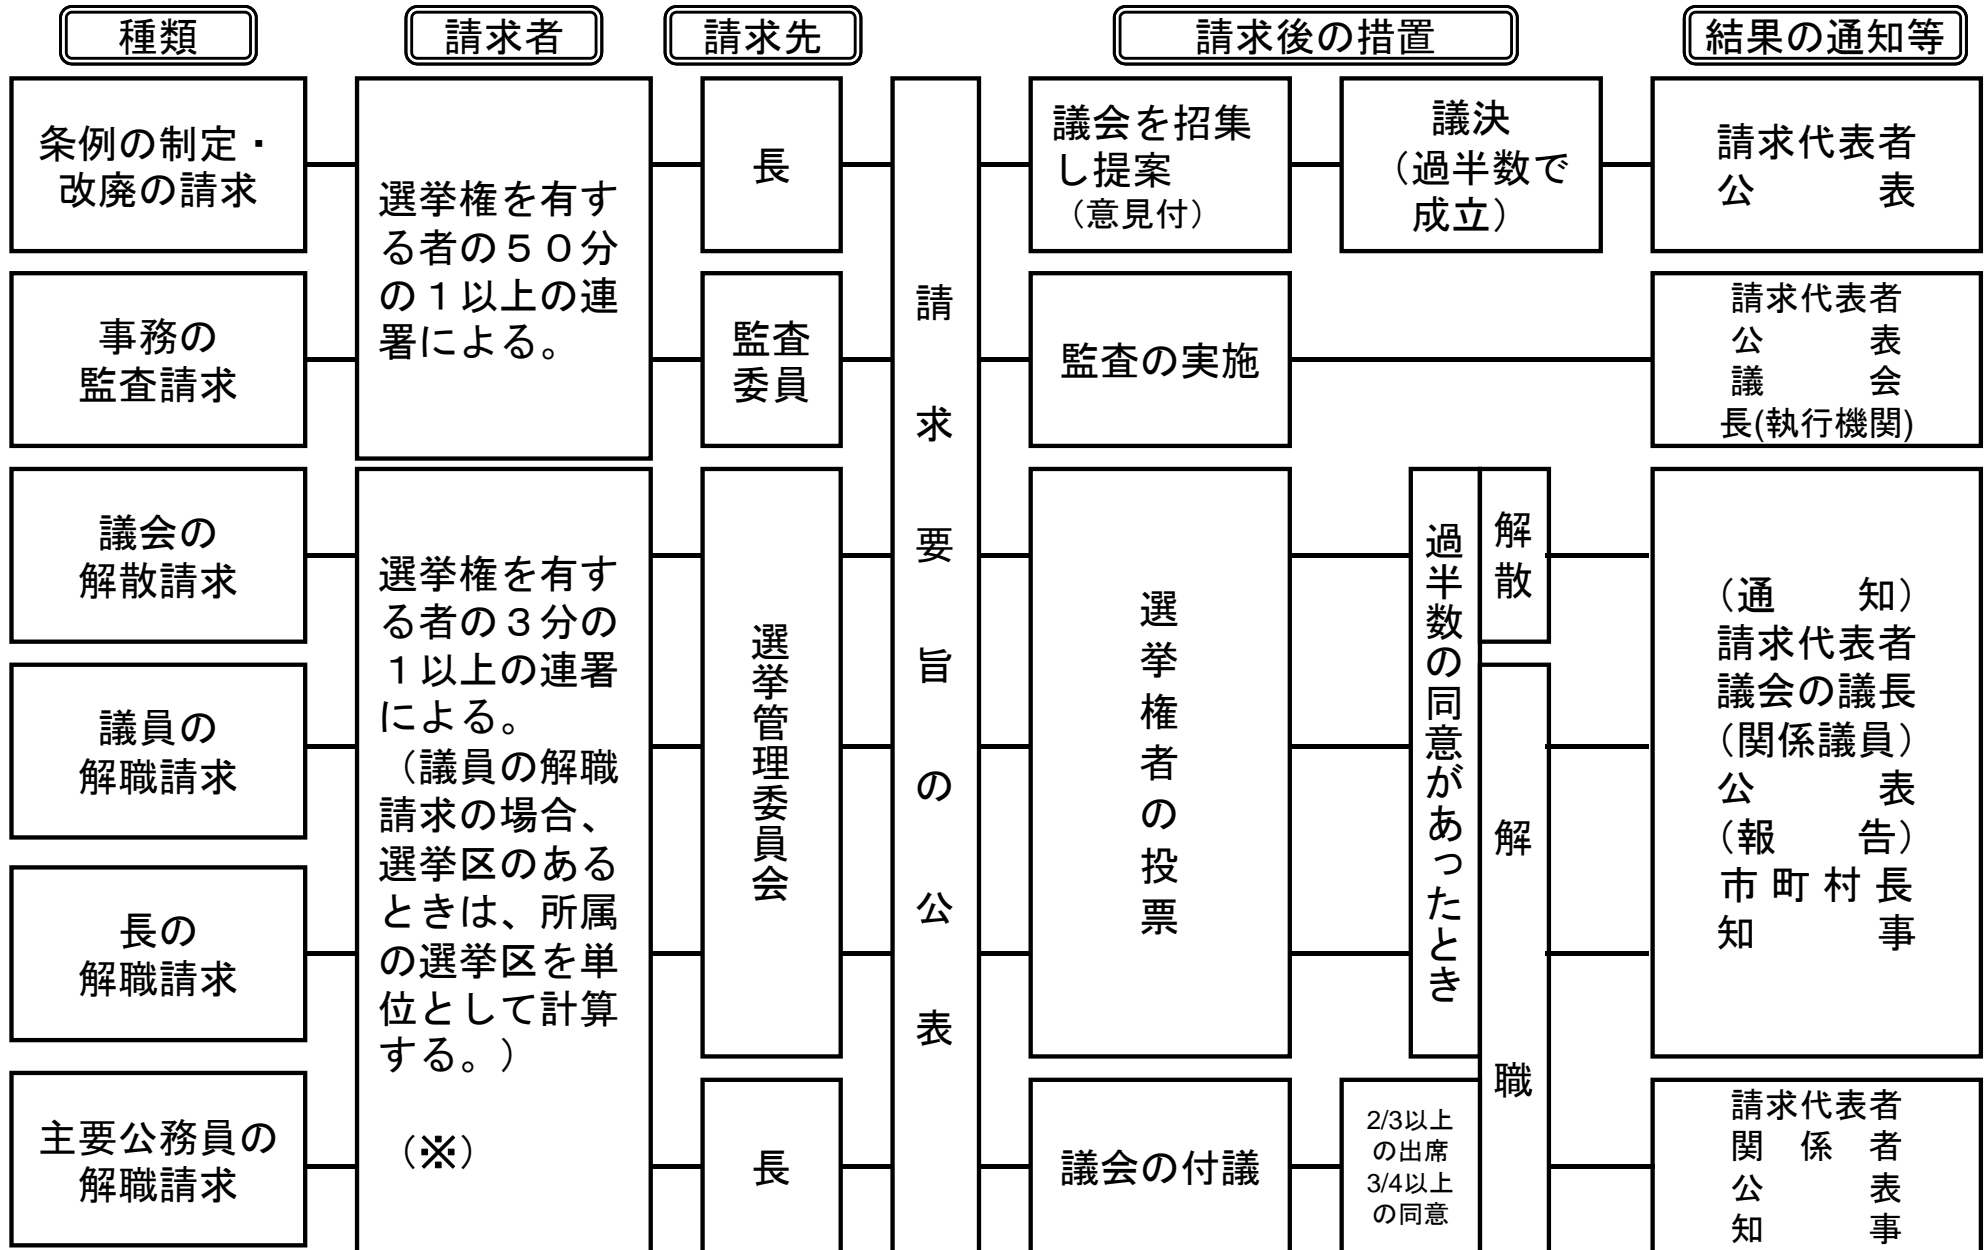 種類
請求者
請求先
請求後の措置
結果の通知等
条例の制定・
改廃の請求
選挙権を有す
る者の５０分
の１以上の連
署による。
長
請求要旨の公表
議会を招集
し提案
（意見付）
議決
（過半数で
成立）
請求代表者
公　　　表
事務の
監査請求
監査
委員
監査の実施
請求代表者
公　　　表
議　　　会
長(執行機関)
議会の
解散請求
選挙権を有す
る者の３分の
１以上の連署
による。
（議員の解職
請求の場合、
選挙区のある
ときは、所属
の選挙区を単
位として計算
する。）
（※）
選挙管理委員会
選挙権者の投票
過半数の同意があったとき
解散
解職
（通　　知）
請求代表者
議会の議長
（関係議員）
公　　　表
（報　　告）
市町村長
知　　　事
議員の
解職請求
長の
解職請求
主要公務員の
解職請求
長
議会の付議
2/3以上
の出席
3/4以上
の同意
請求代表者
関　係　者
公　　　表
知　　　事